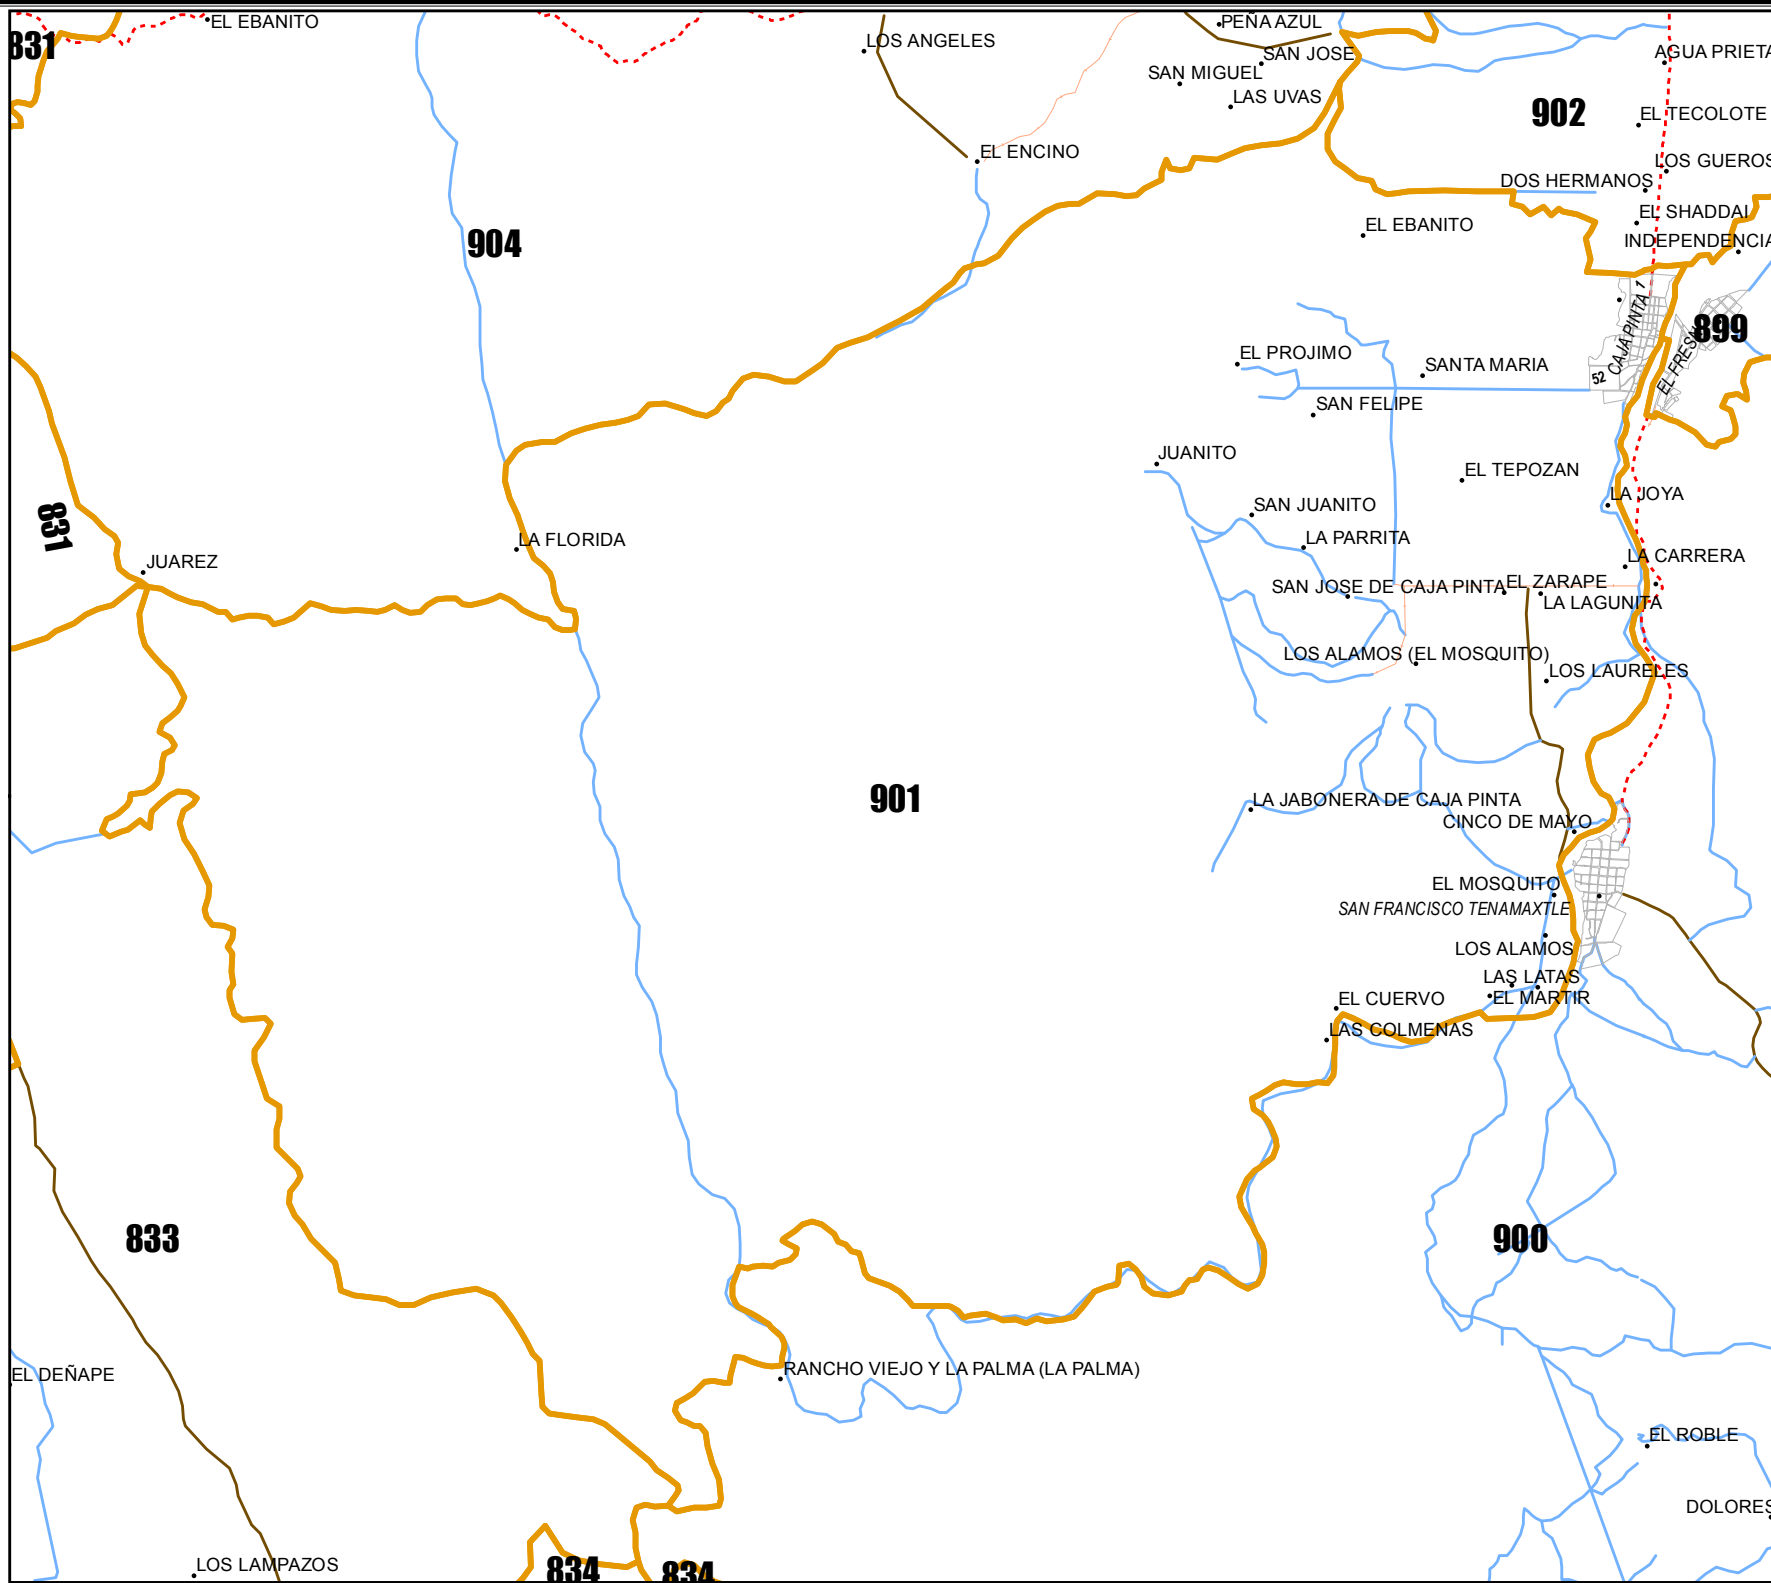 EL EBANITO
PEÑA AZUL
831
LOS ANGELES
SAN JOSE
AGUA PRIETA
SAN MIGUEL
LAS UVAS
902
EL TECOLOTE
EL ENCINO
LOS GUEROS
DOS HERMANOS
EL SHADDAI
EL EBANITO
904
INDEPENDENCIA
1
CAJA PINTA
899
EL FRESNAL
52
EL PROJIMO
SANTA MARIA
SAN FELIPE
JUANITO
EL TEPOZAN
LA JOYA
SAN JUANITO
831
LA FLORIDA
LA PARRITA
JUAREZ
LA CARRERA
SAN JOSE DE CAJA PINTA
EL ZARAPE
LA LAGUNITA
LOS ALAMOS (EL MOSQUITO)
LOS LAURELES
901
LA JABONERA DE CAJA PINTA
CINCO DE MAYO
EL MOSQUITO
SAN FRANCISCO TENAMAXTLE
LOS ALAMOS
LAS LATAS
EL MARTIR
EL CUERVO
LAS COLMENAS
833
900
EL DEÑAPE
RANCHO VIEJO Y LA PALMA (LA PALMA)
EL ROBLE
DOLORES
LOS LAMPAZOS
834
834